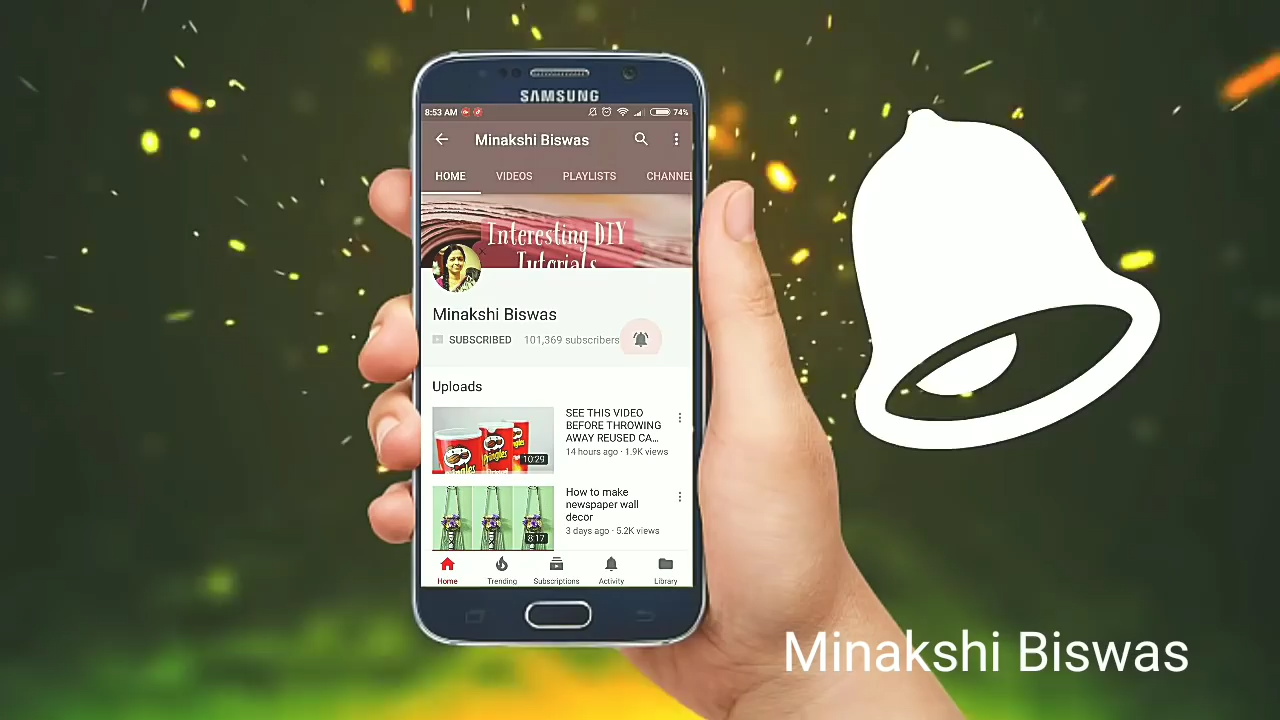 SAMSUNG
8:53 AM
74%
Minakshi Biswas
HOME VIDEOS PLAYLISTS CHANNEL
Interesting DIY
Tutorials
Minakshi Biswas
SUBSCRIBED 101,369 subscribers
Uploads
SEE THIS VIDEO
BEFORE THROWING
AWAY REUSED CA...
14 hours ago · 1.9K views
Pringles
10:29
How to make
newspaper wall
decor
3 days ago · 5.2K views
8:17
Home Trending Subscriptions Activity Library
Minakshi Biswas